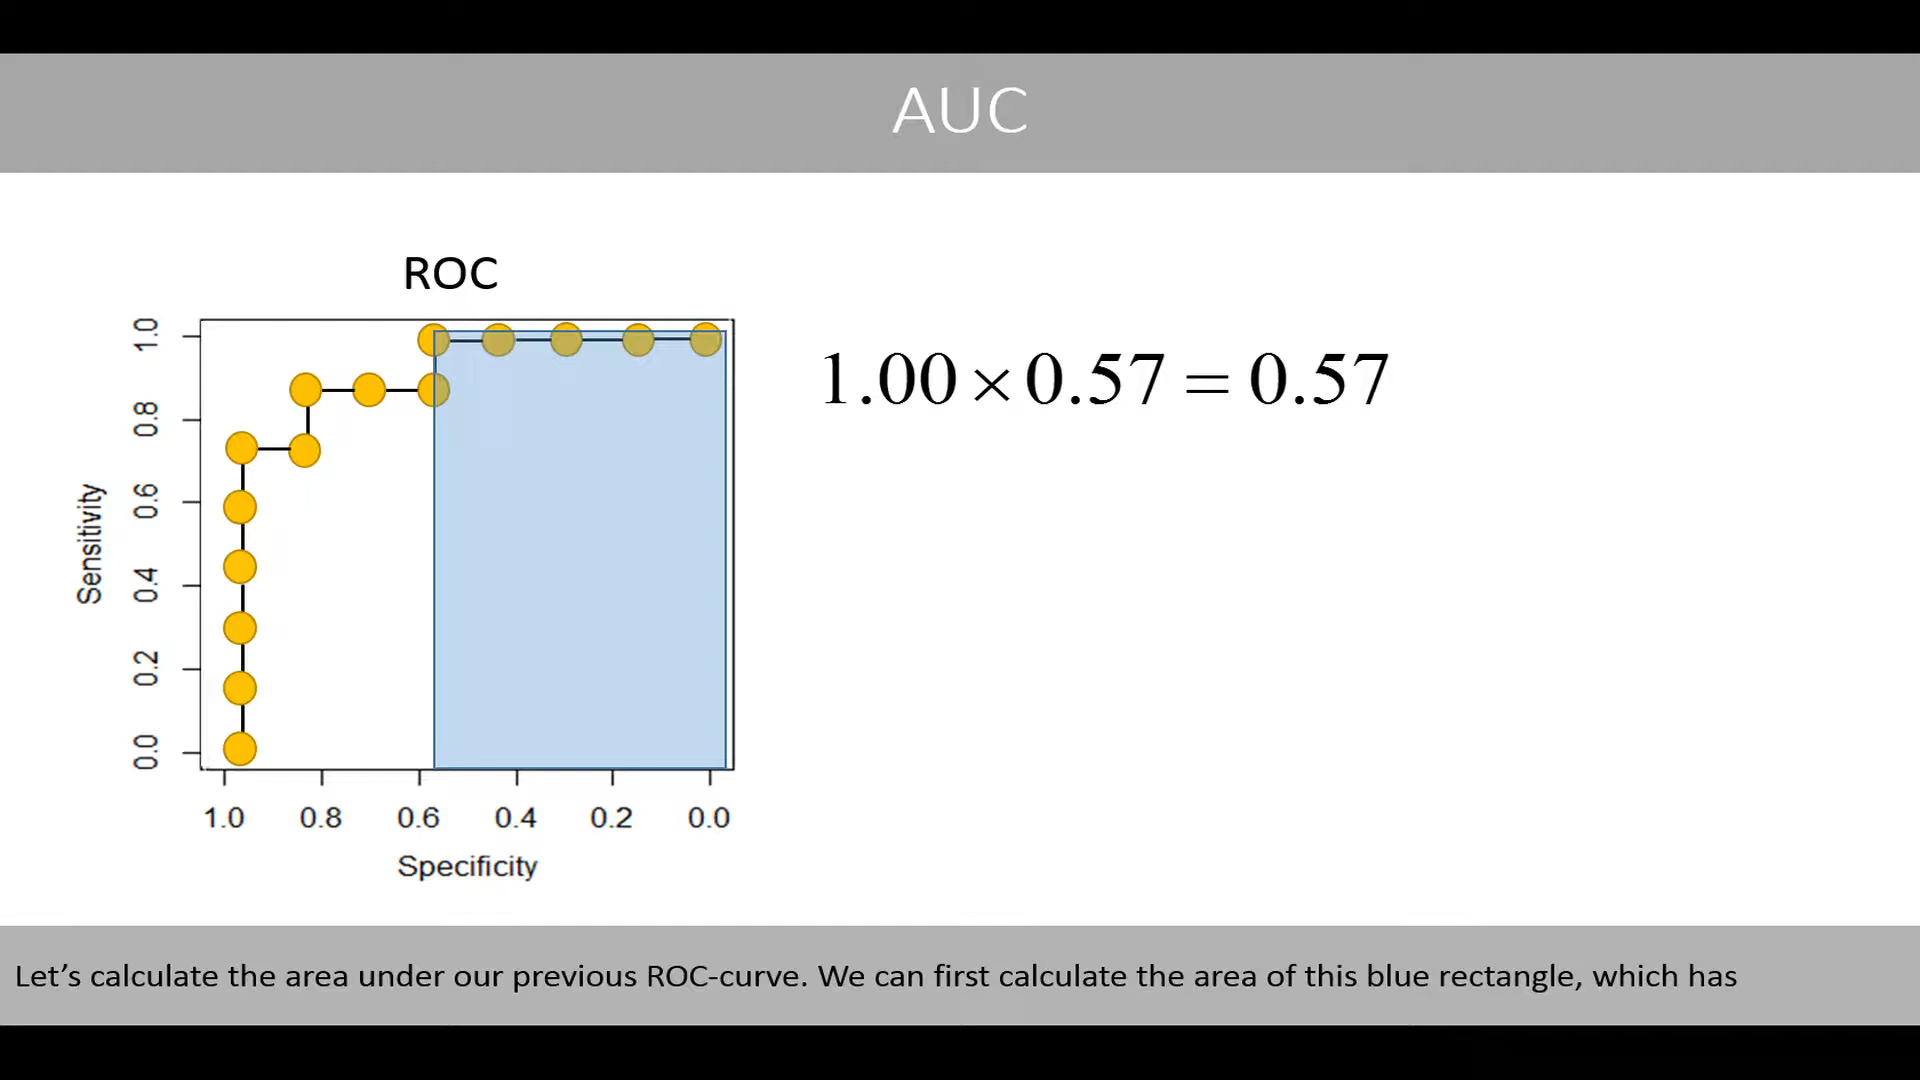 AUC
ROC
1.00 × 0.57 = 0.57
1.0
0.8
0.6
0.4
0.2
0.0
Sensitivity
1.0 0.8 0.6 0.4 0.2 0.0
Specificity
Let’s calculate the area under our previous ROC-curve. We can first calculate the area of this blue rectangle, which has